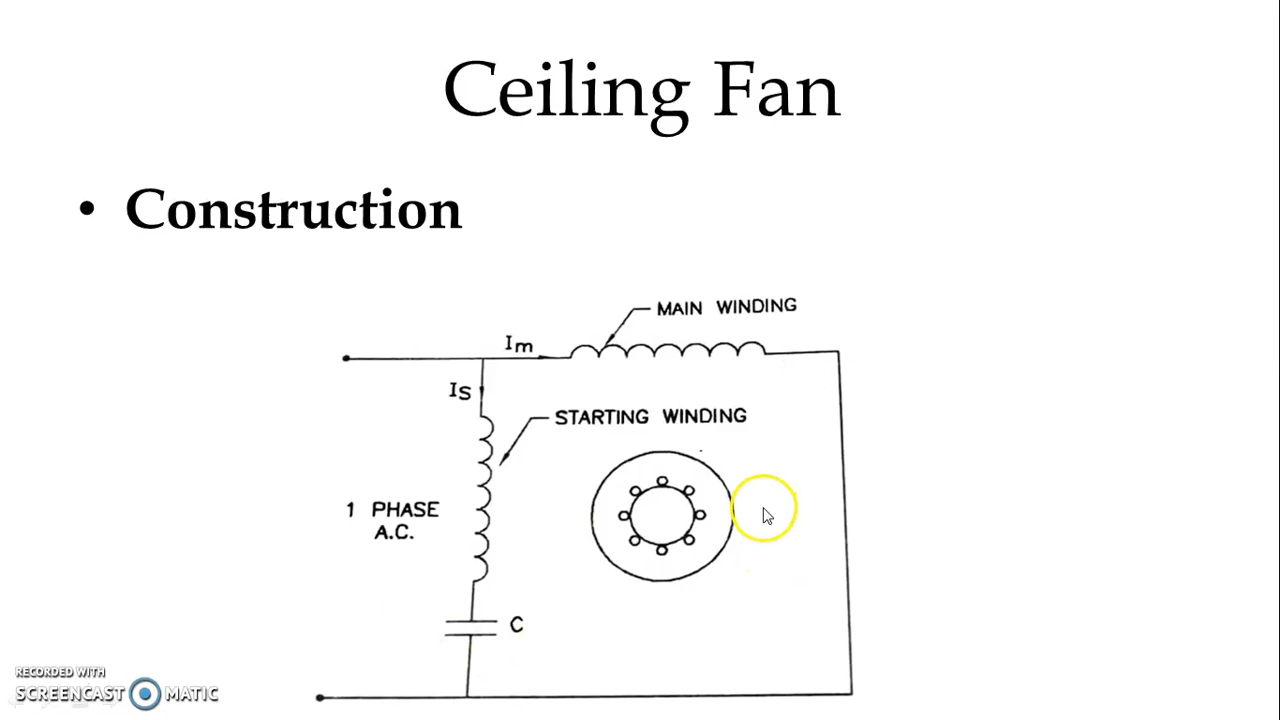 Ceiling Fan
• Construction
MAIN WINDING
Im
Is
STARTING WINDING
1 PHASE
A.C.
C
RECORDED WITH
SCREENCAST MATIC